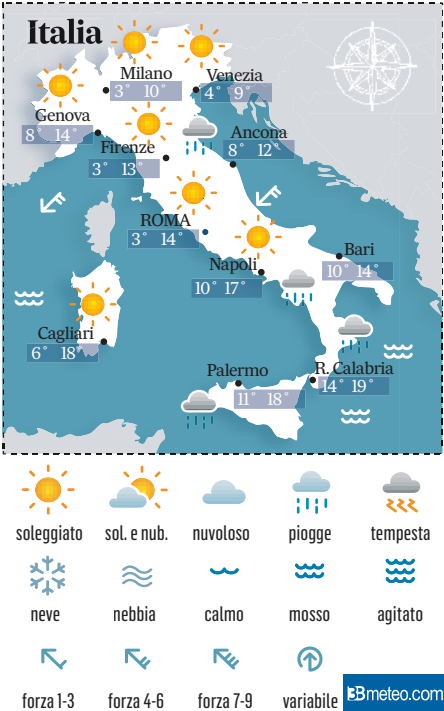 Italia
Milano
3° 10°
Venezia
4° 9°
Genova
8° 14°
Firenze
3° 13°
Ancona
8° 12°
ROMA
3° 14°
Napoli
10° 17°
Bari
10° 14°
Cagliari
6° 18°
Palermo
11° 18°
R. Calabria
14° 19°
soleggiato sol. e nub. nuvoloso piogge tempesta
neve nebbia calmo mosso agitato
forza 1-3 forza 4-6 forza 7-9 variabile
3Bmeteo.com